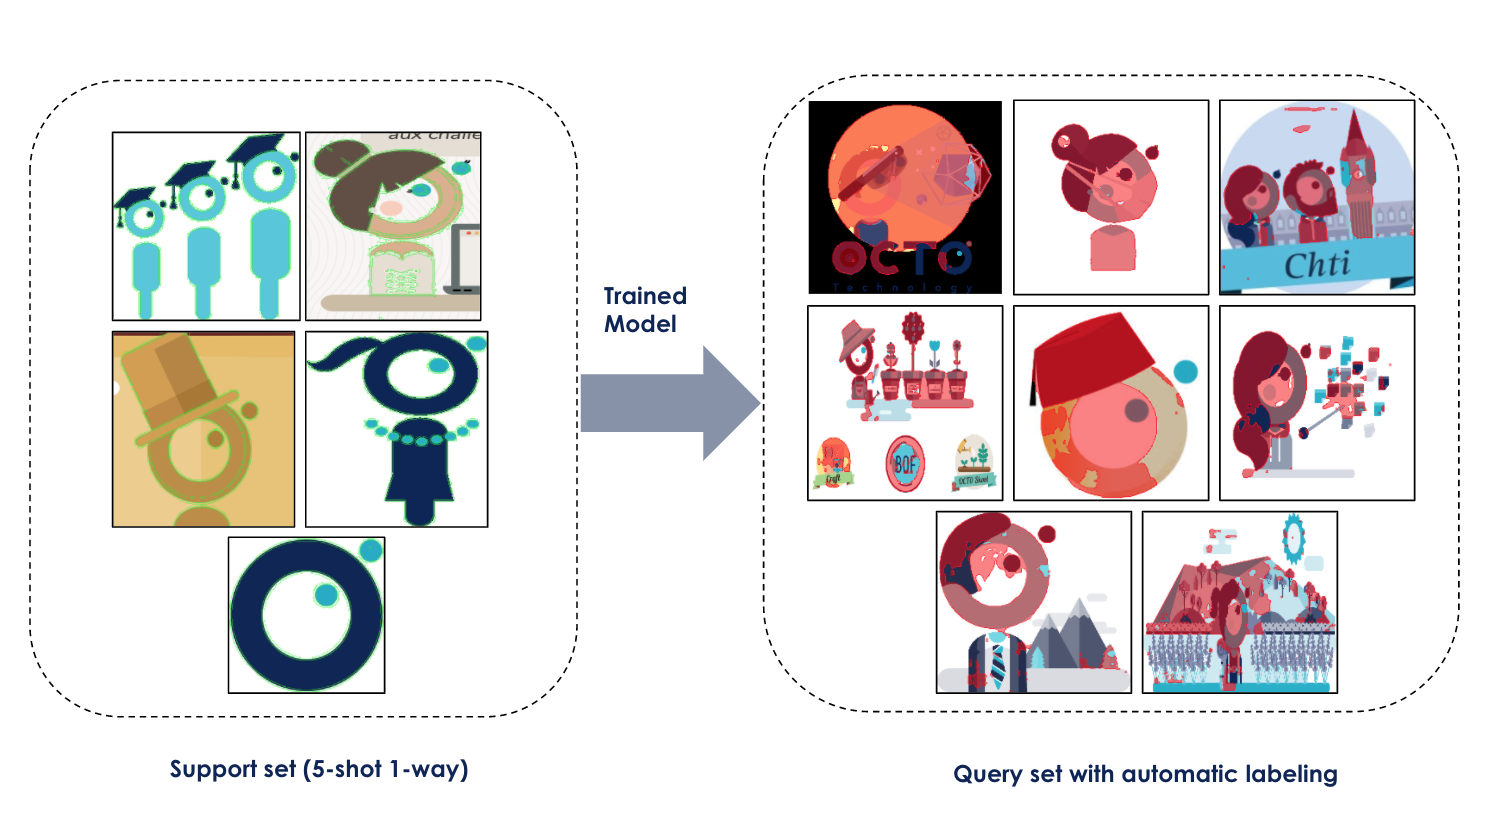 aux challe
OCTO
Technology
Chti
Trained
Model
Craft
BOF
OCTO Skool
Support set (5-shot 1-way)
Query set with automatic labeling